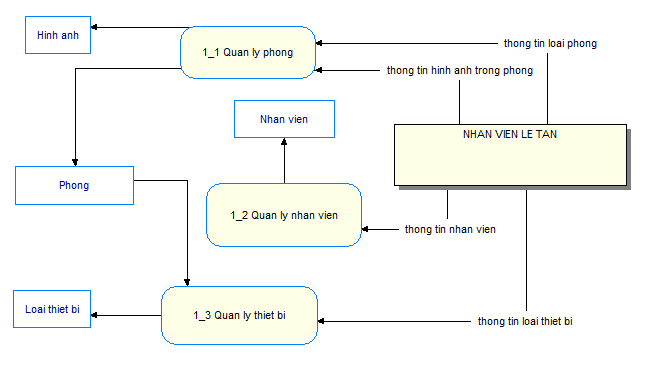 Hinh anh
1_1 Quan ly phong
thong tin loai phong
thong tin hinh anh trong phong
Nhan vien
NHAN VIEN LE TAN
Phong
1_2 Quan ly nhan vien
thong tin nhan vien
Loai thiet bi
1_3 Quan ly thiet bi
thong tin loai thiet bi